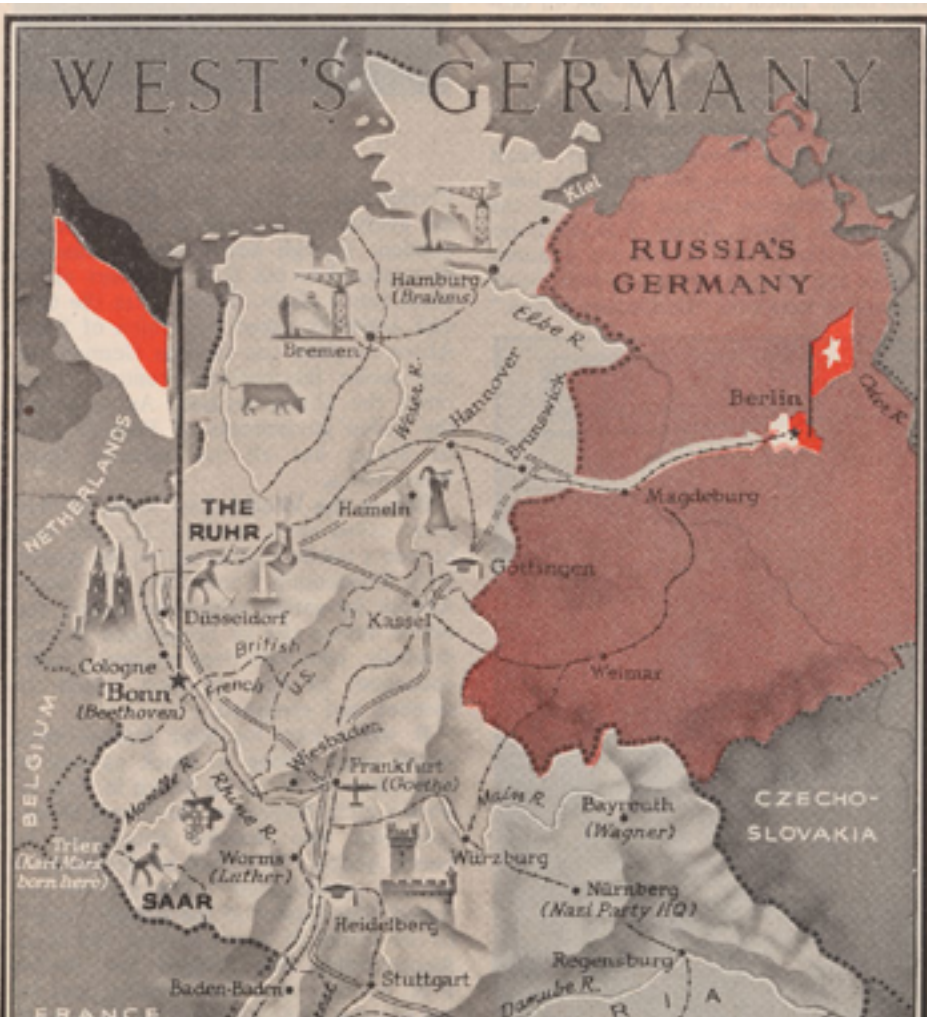 WEST'S GERMANY
Kiel
RUSSIA'S
GERMANY
Hamburg
(Brahms)
Elbe R.
Bremen
Weser R.
Hannover
Brunswick
Berlin
Oder R.
NETHERLANDS
THE
RUHR
Hameln
Magdeburg
Göttingen
Düsseldorf
Kassel
British
Cologne
Bonn
(Beethoven)
French
U.S.
Weimar
BELGIUM
Wiesbaden
Frankfurt
(Goethe)
Moselle R.
Rhine R.
Main R.
Bayreuth
(Wagner)
CZECHO-
SLOVAKIA
Trier
(Karl Marx
born here)
Worms
(Luther)
Würzburg
SAAR
Nürnberg
(Nazi Party HQ)
Heidelberg
Regensburg
Baden-Baden
Stuttgart
Danube R.
R I A
FRANCE